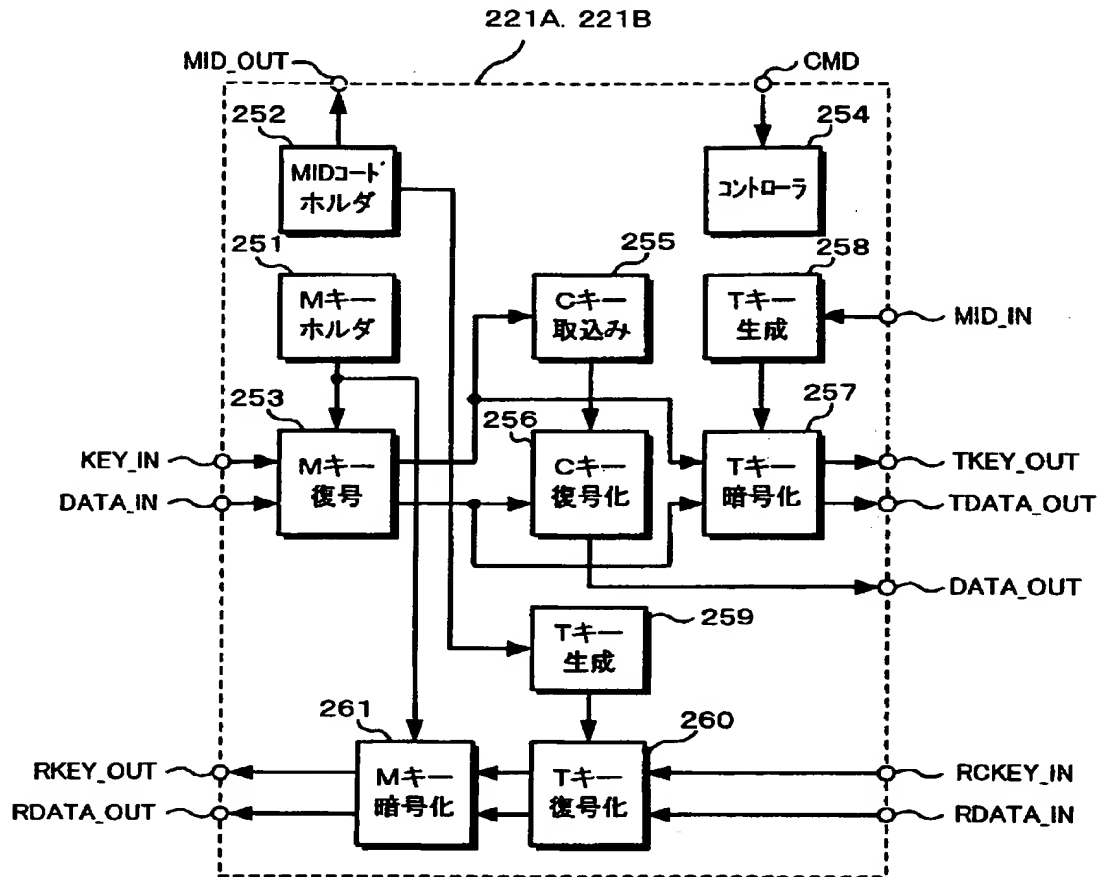 221A. 221B
MID_OUT
CMD
252
254
MIDコード
ホルダ
コントローラ
251
255
258
Mキー
ホルダ
Cキー
取込み
Tキー
生成
MID_IN
253
256
257
KEY_IN
DATA_IN
Mキー
復号
Cキー
復号化
Tキー
暗号化
TKEY_OUT
TDATA_OUT
DATA_OUT
259
Tキー
生成
261
260
RKEY_OUT
RDATA_OUT
Mキー
暗号化
Tキー
復号化
RCKEY_IN
RDATA_IN